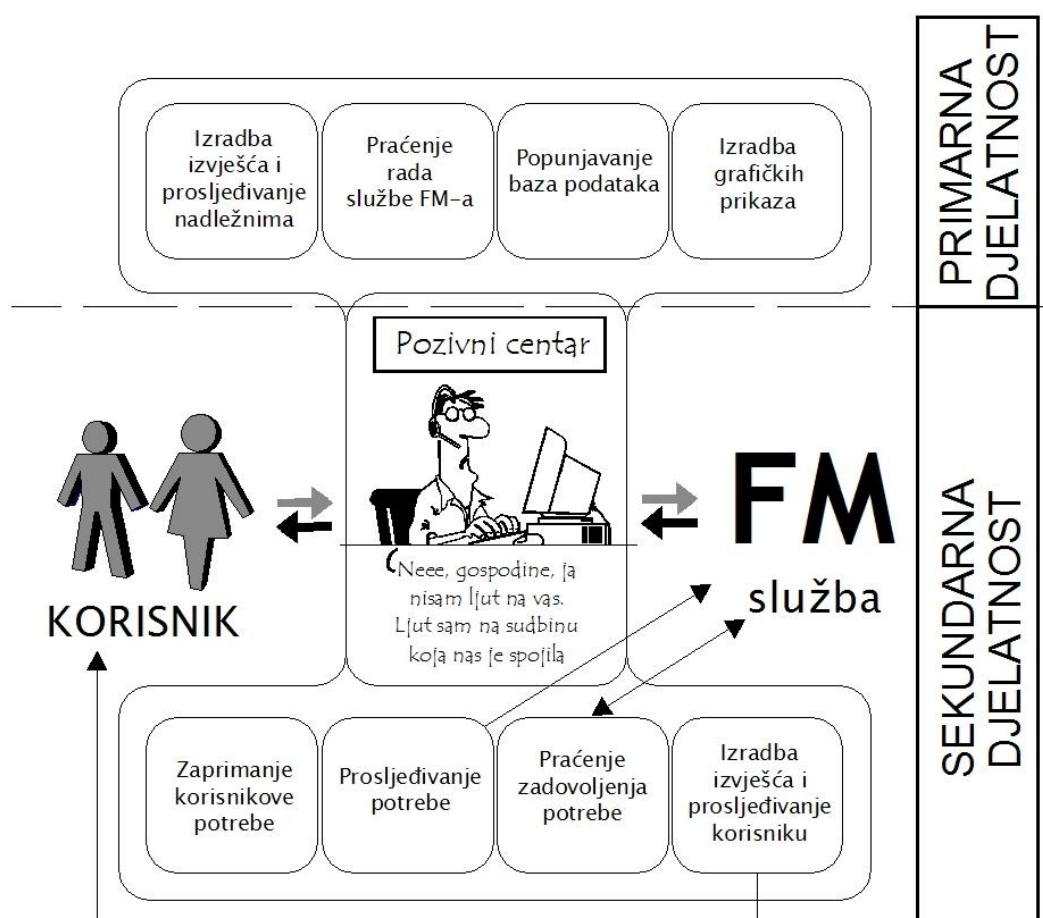 Izradba
izvješća i
prosljeđivanje
nadležnima
Praćenje
rada
službe FM-a
Popunjavanje
baza podataka
Izradba
grafičkih
prikaza
PRIMARNA
DJELATNOST
Pozivni centar
Neee, gospodine, ja
nisam ljut na vas.
Ljut sam na sudbinu
koja nas je spojila
KORISNIK
FM
služba
SEKUNDARNA
DJELATNOST
Zaprimanje
korisnikove
potrebe
Prosljeđivanje
potrebe
Praćenje
zadovoljenja
potrebe
Izradba
izvješća i
prosljeđivanje
korisniku